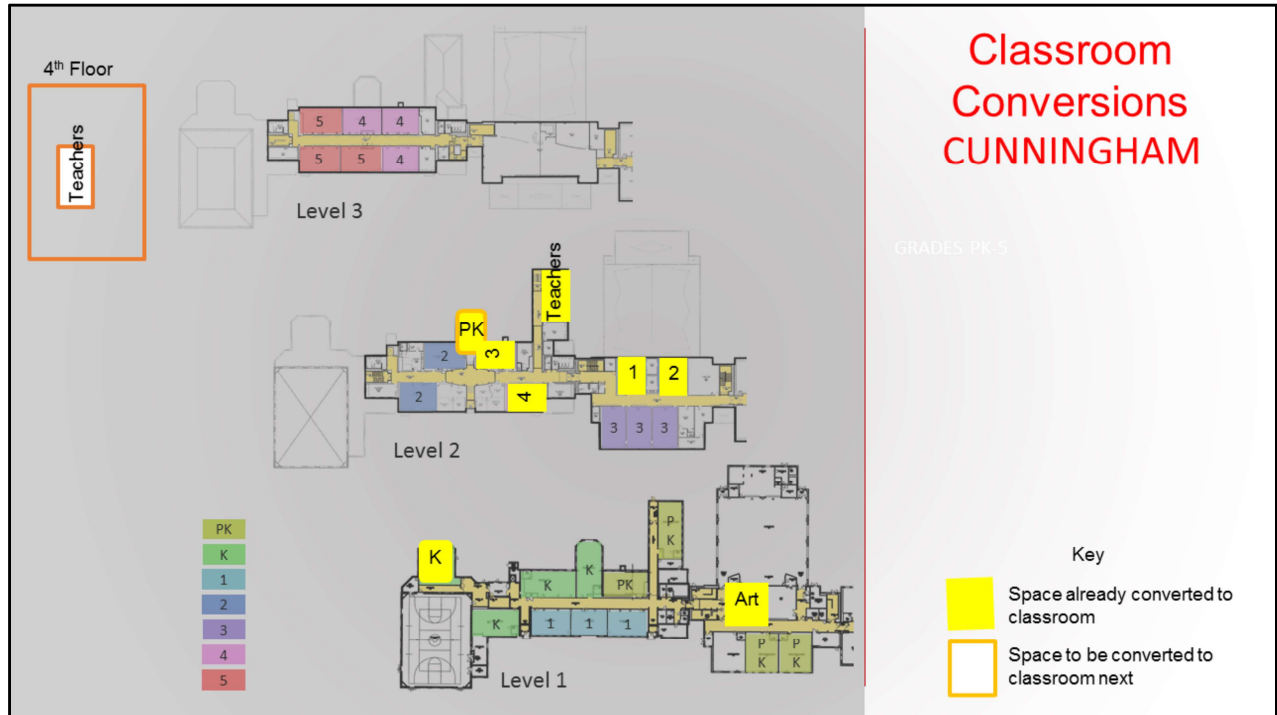 Classroom
Conversions
CUNNINGHAM
GRADES PK-5
4th Floor
Teachers
5 4 4
5 5 4
Level 3
Teachers
PK
2 3
1 2
2 4
3 3 3
Level 2
PK
K
1
2
3
4
5
P
K
K
K
K PK
Art
K
1 1 1
P P
K K
Level 1
Key
Space already converted to
classroom
Space to be converted to
classroom next